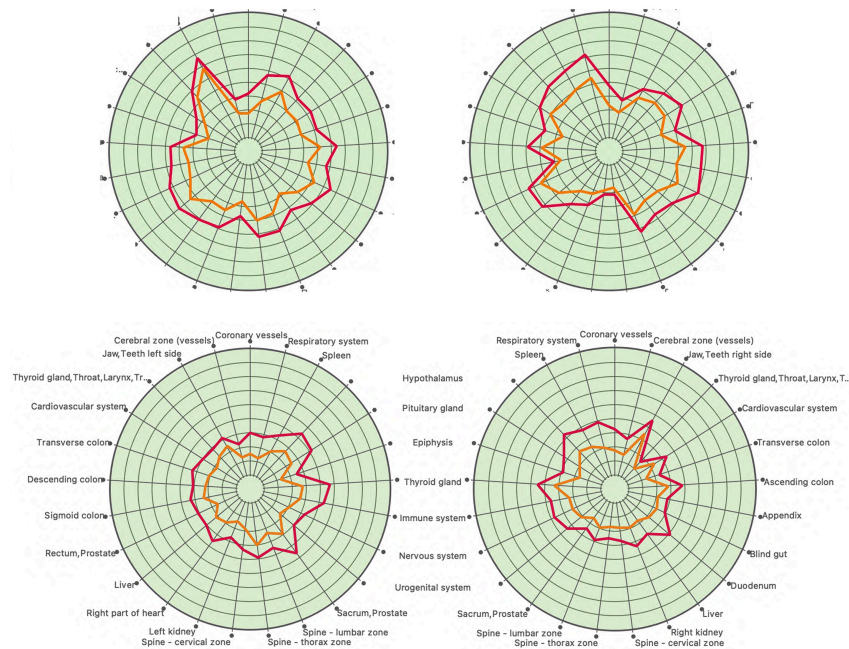 Coronary vessels
Cerebral zone (vessels)
Respiratory system
Jaw,Teeth left side
Spleen
Thyroid gland,Throat,Larynx,Tr..
Cardiovascular system
Transverse colon
Descending colon
Sigmoid colon
Rectum,Prostate
Liver
Right part of heart
Left kidney
Spine - cervical zone
Spine - thorax zone
Spine - lumbar zone
Sacrum,Prostate
Hypothalamus
Pituitary gland
Epiphysis
Thyroid gland
Immune system
Nervous system
Urogenital system
Coronary vessels
Respiratory system
Cerebral zone (vessels)
Spleen
Jaw,Teeth right side
Thyroid gland,Throat,Larynx,T..
Cardiovascular system
Transverse colon
Ascending colon
Appendix
Blind gut
Duodenum
Liver
Right kidney
Spine - cervical zone
Spine - thorax zone
Spine - lumbar zone
Sacrum,Prostate